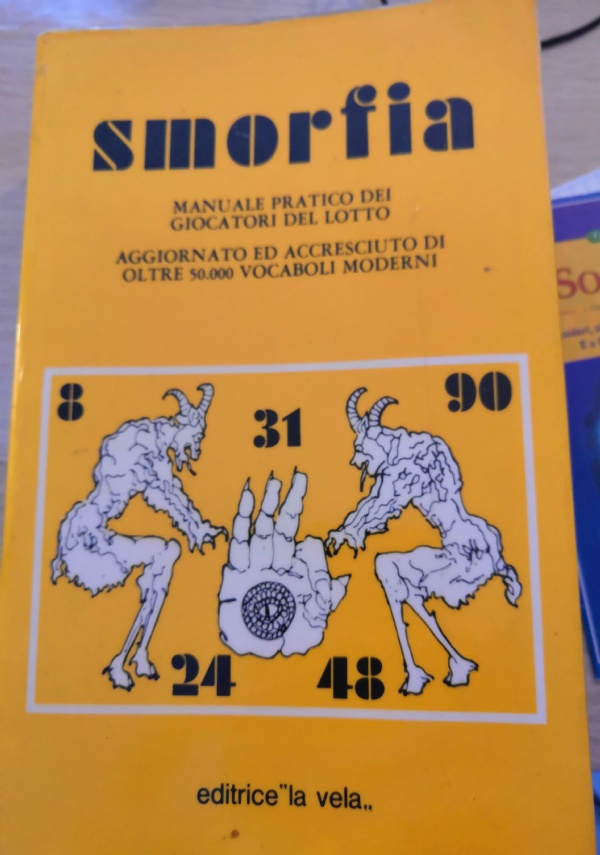 smorfia
MANUALE PRATICO DEI
GIOCATORI DEL LOTTO
AGGIORNATO ED ACCRESCIUTO DI
OLTRE 50.000 VOCABOLI MODERNI
8
31
90
24
48
editrice "la vela„
So